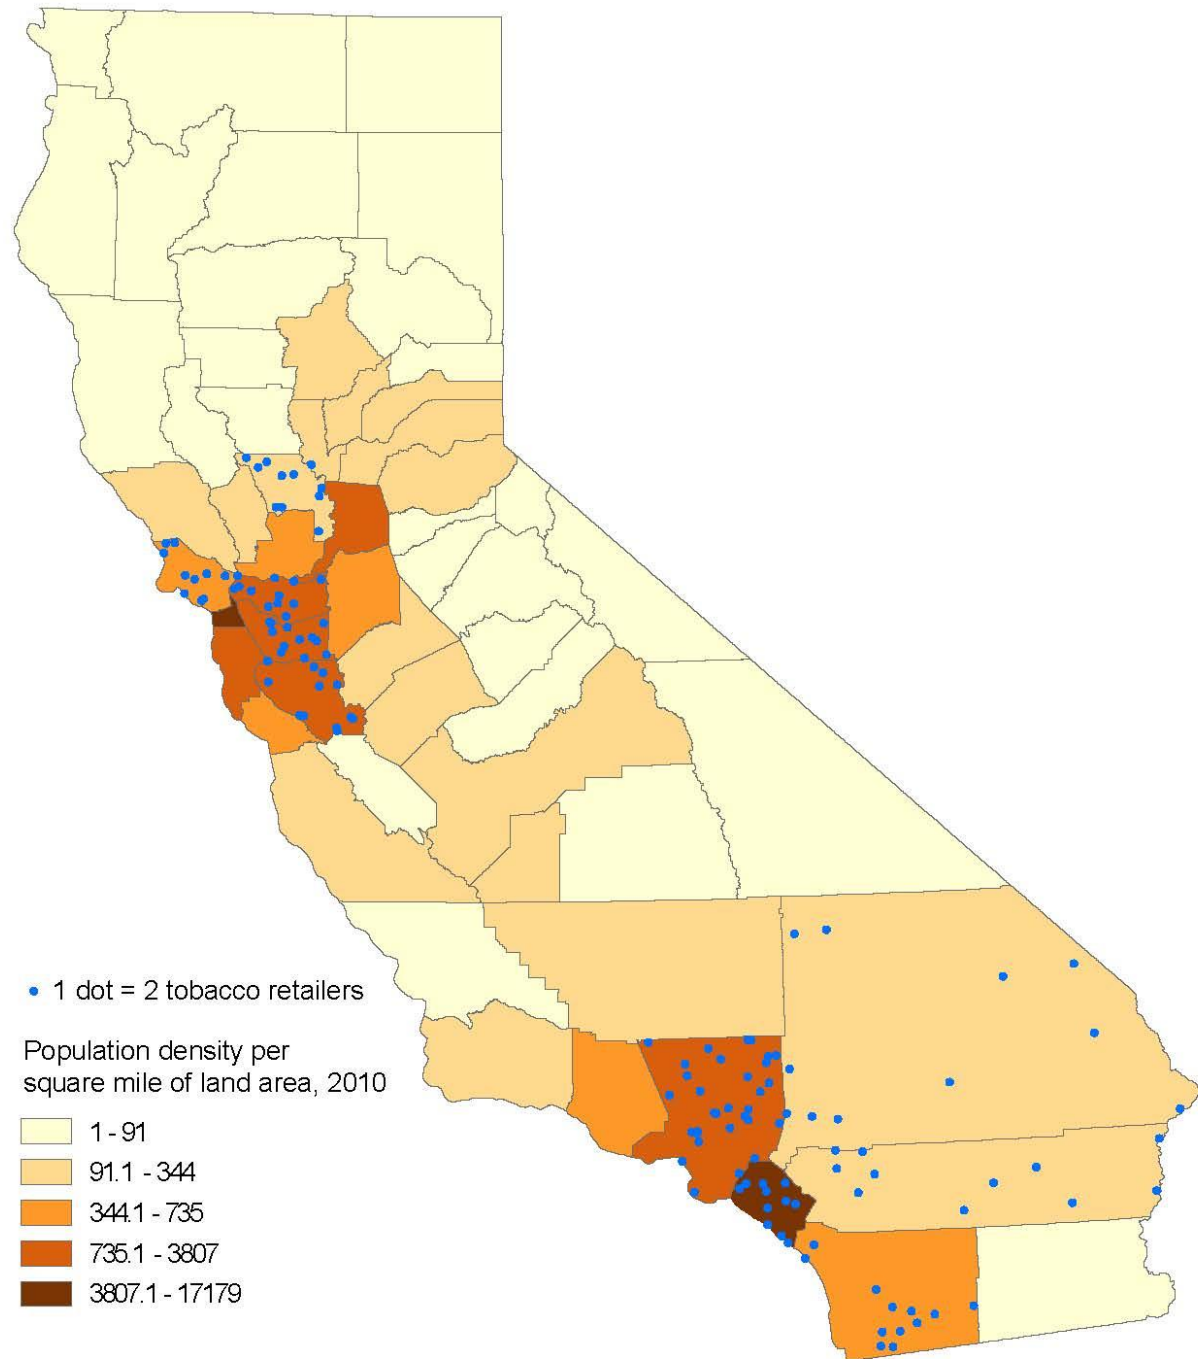 1 dot = 2 tobacco retailers
Population density per
square mile of land area, 2010
1 - 91
91.1 - 344
344.1 - 735
735.1 - 3807
3807.1 - 17179